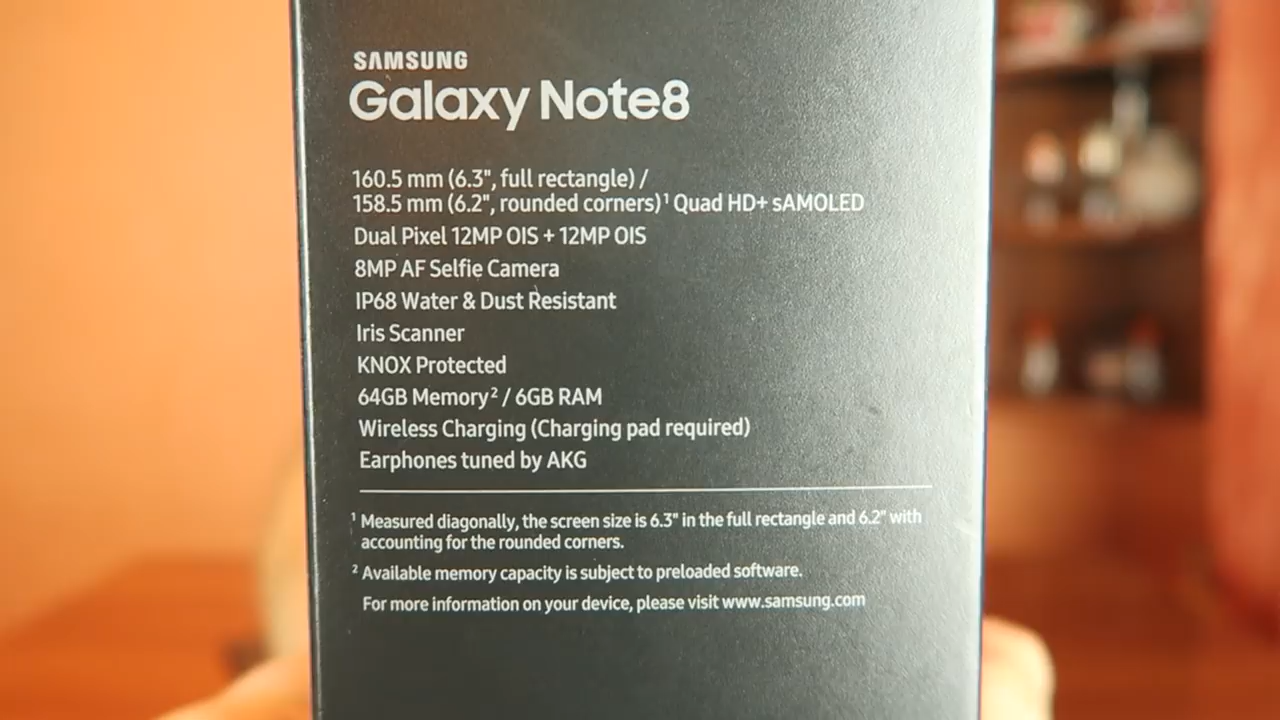 SAMSUNG
Galaxy Note8
160.5 mm (6.3", full rectangle) /
158.5 mm (6.2", rounded corners)¹ Quad HD+ sAMOLED
Dual Pixel 12MP OIS + 12MP OIS
8MP AF Selfie Camera
IP68 Water & Dust Resistant
Iris Scanner
KNOX Protected
64GB Memory² / 6GB RAM
Wireless Charging (Charging pad required)
Earphones tuned by AKG
¹ Measured diagonally, the screen size is 6.3" in the full rectangle and 6.2" with
accounting for the rounded corners.
² Available memory capacity is subject to preloaded software.
For more information on your device, please visit www.samsung.com